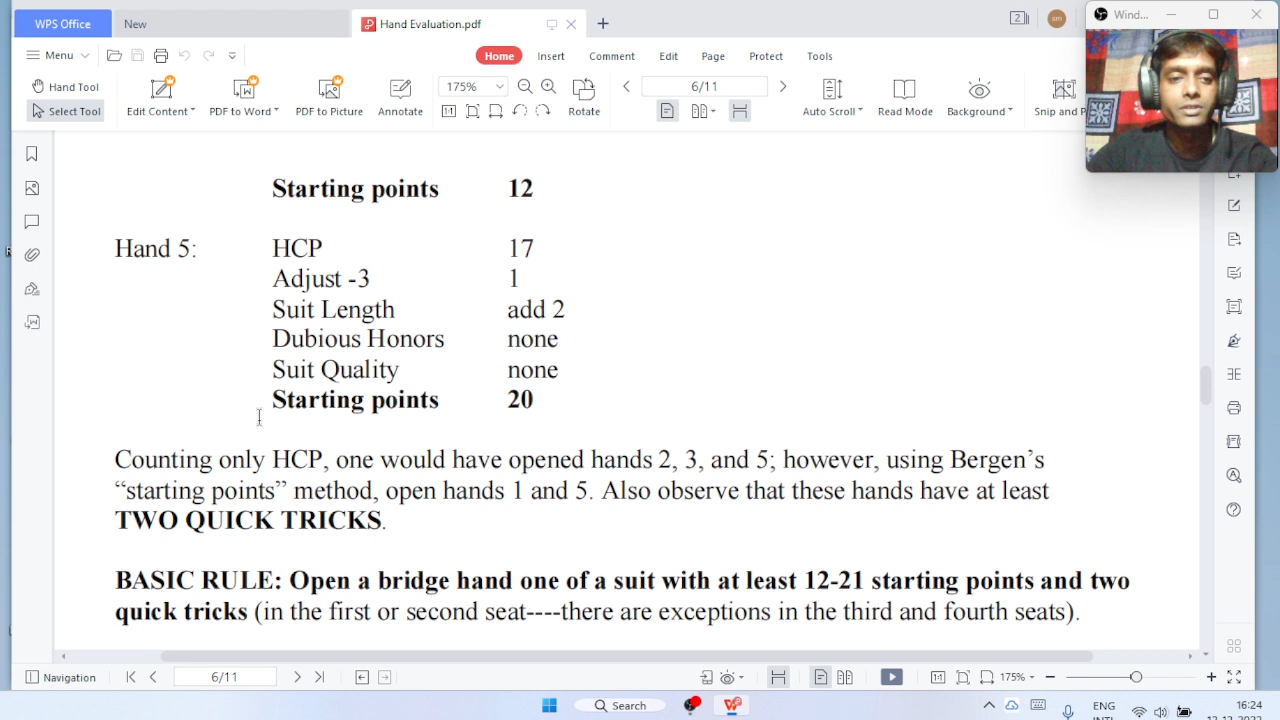 WPS Office
New
Hand Evaluation.pdf
2
sm
Wind...
Menu
Home
Insert
Comment
Edit
Page
Protect
Tools
Hand Tool
Select Tool
Edit Content
PDF to Word
PDF to Picture
Annotate
175%
6/11
Rotate
Auto Scroll
Read Mode
Background
Snip and P
Starting points 12
Hand 5: HCP 17
Adjust -3 1
Suit Length add 2
Dubious Honors none
Suit Quality none
Starting points 20
Counting only HCP, one would have opened hands 2, 3, and 5; however, using Bergen's
“starting points” method, open hands 1 and 5. Also observe that these hands have at least
TWO QUICK TRICKS.
BASIC RULE: Open a bridge hand one of a suit with at least 12-21 starting points and two
quick tricks (in the first or second seat----there are exceptions in the third and fourth seats).
Navigation
6/11
175%
Search
ENG
INTL
16:24